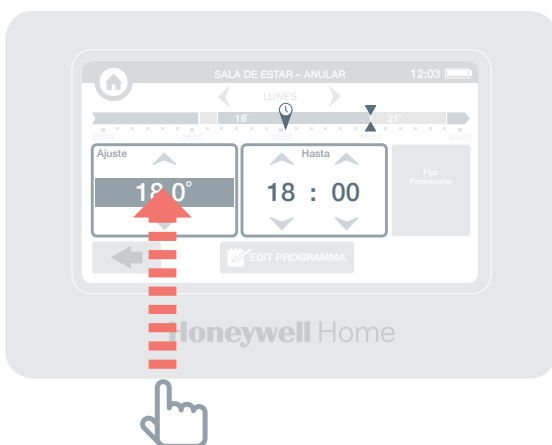 SALA DE ESTAR – ANULAR 12:03
LUNES
18° 21°
Ajuste Hasta
18.0° 18 : 00
Fijar
Permanente
EDIT PROGRAMMA
Honeywell Home